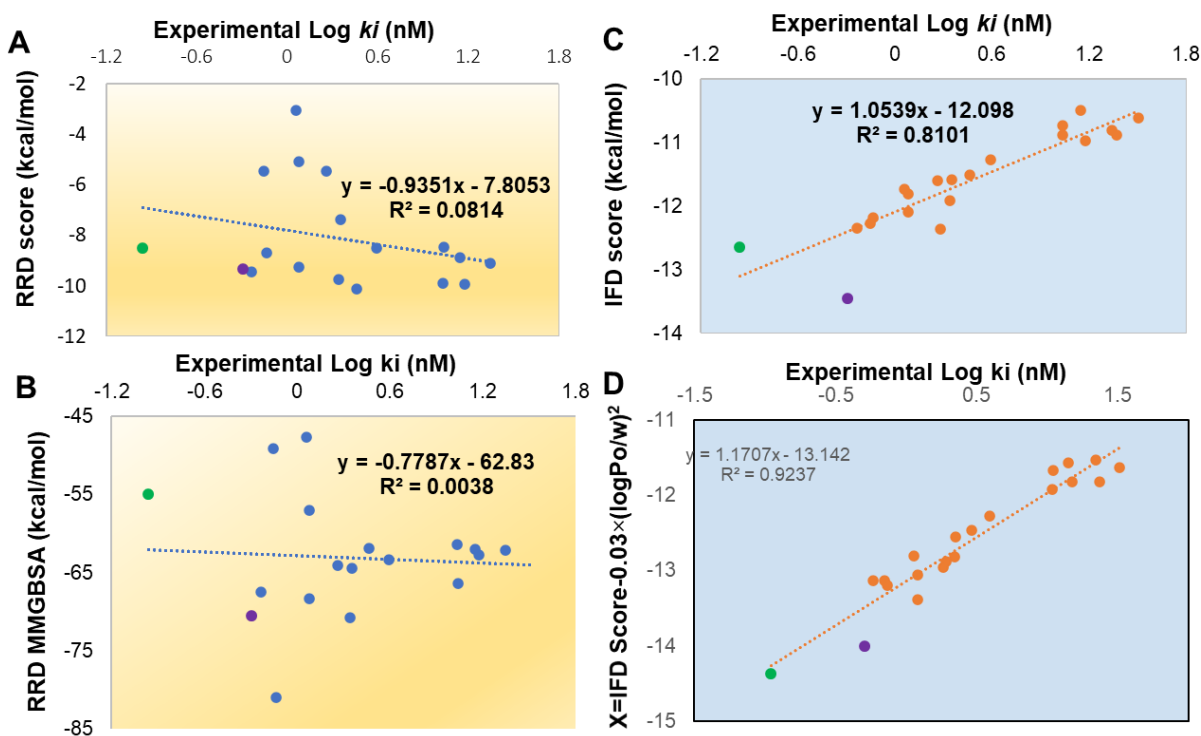 A
Experimental Log ki (nM)
-1.2 -0.6 0 0.6 1.2 1.8
RRD score (kcal/mol)
-2
-4
-6
-8
-10
-12
y = -0.9351x - 7.8053
R² = 0.0814
B
Experimental Log ki (nM)
-1.2 -0.6 0 0.6 1.2 1.8
RRD MMGBSA (kcal/mol)
-45
-55
-65
-75
-85
y = -0.7787x - 62.83
R² = 0.0038
C
Experimental Log ki (nM)
-1.2 -0.6 0 0.6 1.2 1.8
IFD score (kcal/mol)
-10
-11
-12
-13
-14
y = 1.0539x - 12.098
R² = 0.8101
D
Experimental Log ki (nM)
-1.5 -0.5 0.5 1.5
X=IFD Score-0.03×(logPo/w)²
-11
-12
-13
-14
-15
y = 1.1707x - 13.142
R² = 0.9237